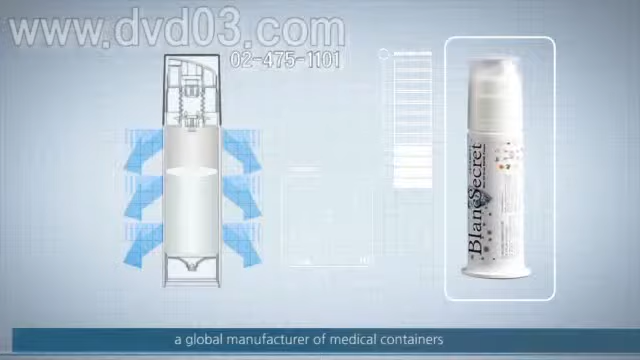 www.dvd03.com
02-475-1101
BlancSecret
a global manufacturer of medical containers